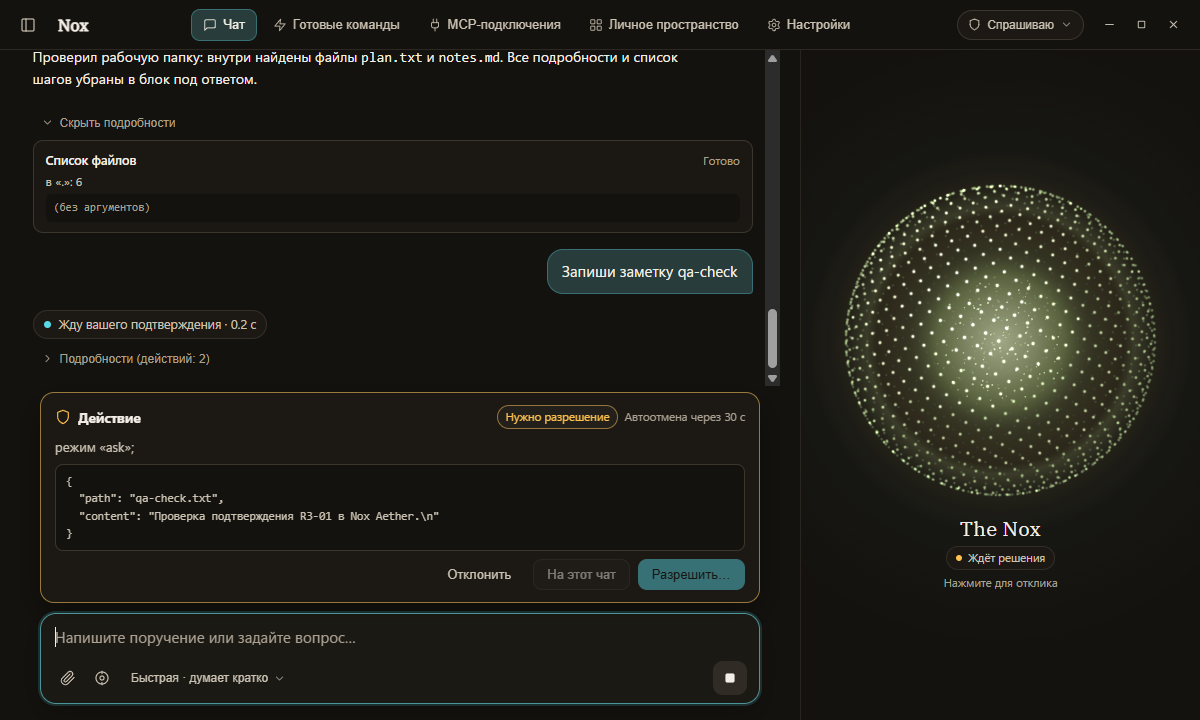 Nox
Чат
Готовые команды
MCP-подключения
Личное пространство
Настройки
Спрашиваю
Проверил рабочую папку: внутри найдены файлы plan.txt и notes.md. Все подробности и список
шагов убраны в блок под ответом.
Скрыть подробности
Список файлов
Готово
в «.»: 6
(без аргументов)
Запиши заметку qa-check
Жду вашего подтверждения · 0.2 с
Подробности (действий: 2)
Действие
Нужно разрешение
Автоотмена через 30 с
режим «ask»;
{
"path": "qa-check.txt",
"content": "Проверка подтверждения R3-01 в Nox Aether.\n"
}
Отклонить
На этот чат
Разрешить...
Напишите поручение или задайте вопрос...
Быстрая · думает кратко
The Nox
Ждёт решения
Нажмите для отклика